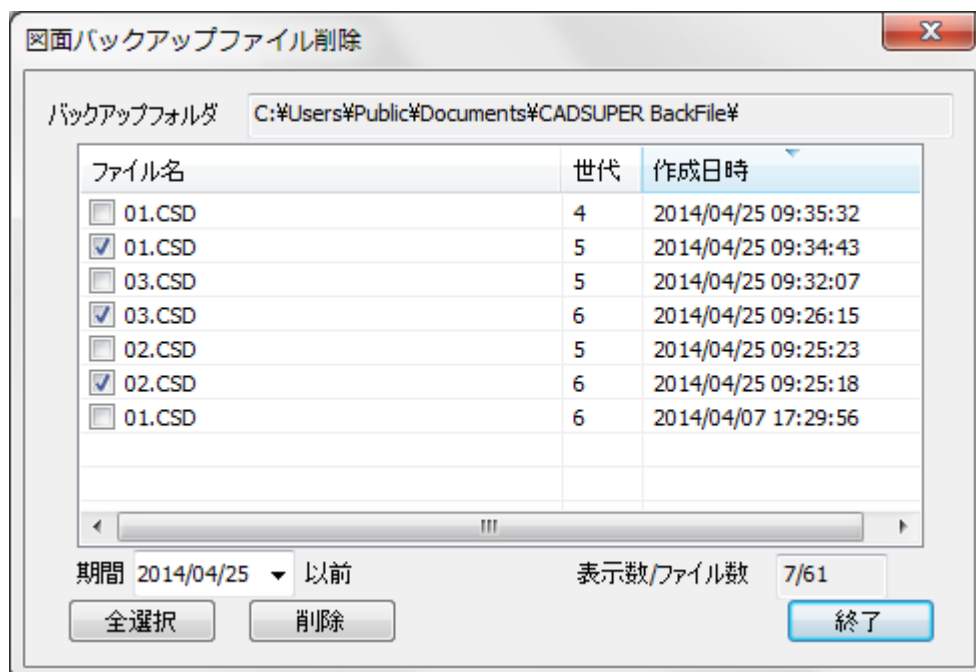 図面バックアップファイル削除
バックアップフォルダ C:¥Users¥Public¥Documents¥CADSUPER BackFile¥
ファイル名 世代 作成日時
01.CSD 4 2014/04/25 09:35:32
01.CSD 5 2014/04/25 09:34:43
03.CSD 5 2014/04/25 09:32:07
03.CSD 6 2014/04/25 09:26:15
02.CSD 5 2014/04/25 09:25:23
02.CSD 6 2014/04/25 09:25:18
01.CSD 6 2014/04/07 17:29:56
期間 2014/04/25 以前 表示数/ファイル数 7/61
全選択 削除 終了